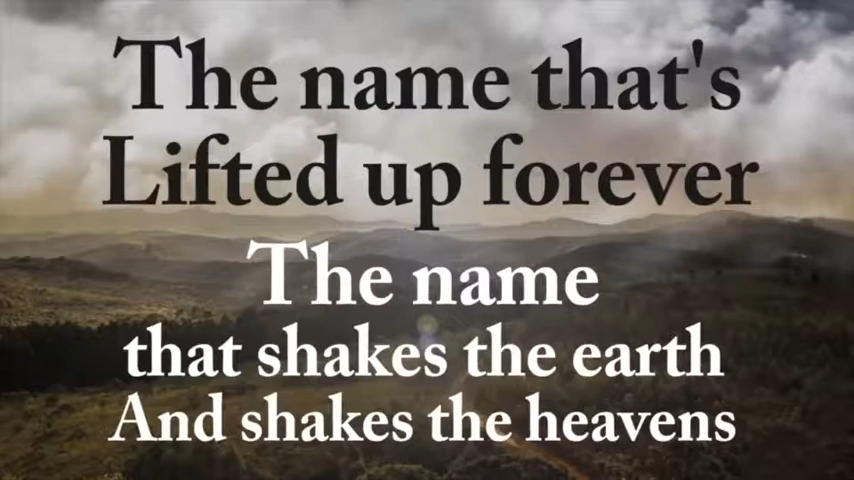 The name that's
Lifted up forever
The name
that shakes the earth
And shakes the heavens